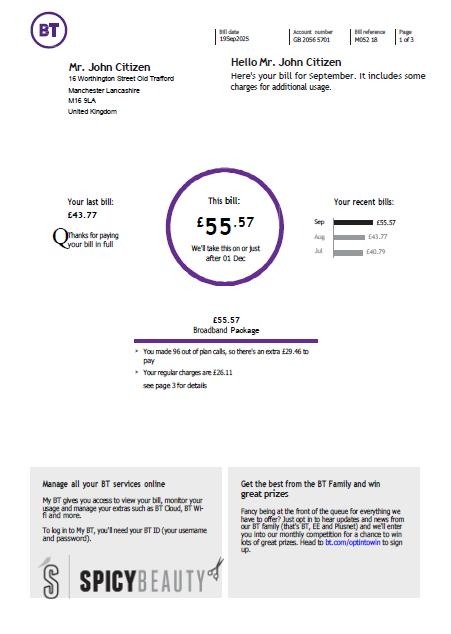 BT
Bill date
19Sep2025
Account number
GB 2056 5701
Bill reference
M052 18
Page
1 of 3
Mr. John Citizen
16 Worthington Street Old Trafford
Manchester Lancashire
M16 9LA
United Kingdom
Hello Mr. John Citizen
Here's your bill for September. It includes some
charges for additional usage.
Your last bill:
£43.77
Thanks for paying
your bill in full
This bill:
£55.57
We'll take this on or just
after 01 Dec
Your recent bills:
Sep £55.57
Aug £43.77
Jul £40.79
£55.57
Broadband Package
You made 96 out of plan calls, so there's an extra £29.46 to
pay
Your regular charges are £26.11
see page 3 for details
Manage all your BT services online
My BT gives you access to view your bill, monitor your
usage and manage your extras such as BT Cloud, BT Wi-
fi and more.
To log in to My BT, you'll need your BT ID (your username
and password).
S SPICYBEAUTY
Get the best from the BT Family and win
great prizes
Fancy being at the front of the queue for everything we
have to offer? Just opt in to hear updates and news from
our BT family (that's BT, EE and Plusnet) and we'll enter
you into our monthly competition for a chance to win
lots of great prizes. Head to bt.com/optintowin to sign
up.